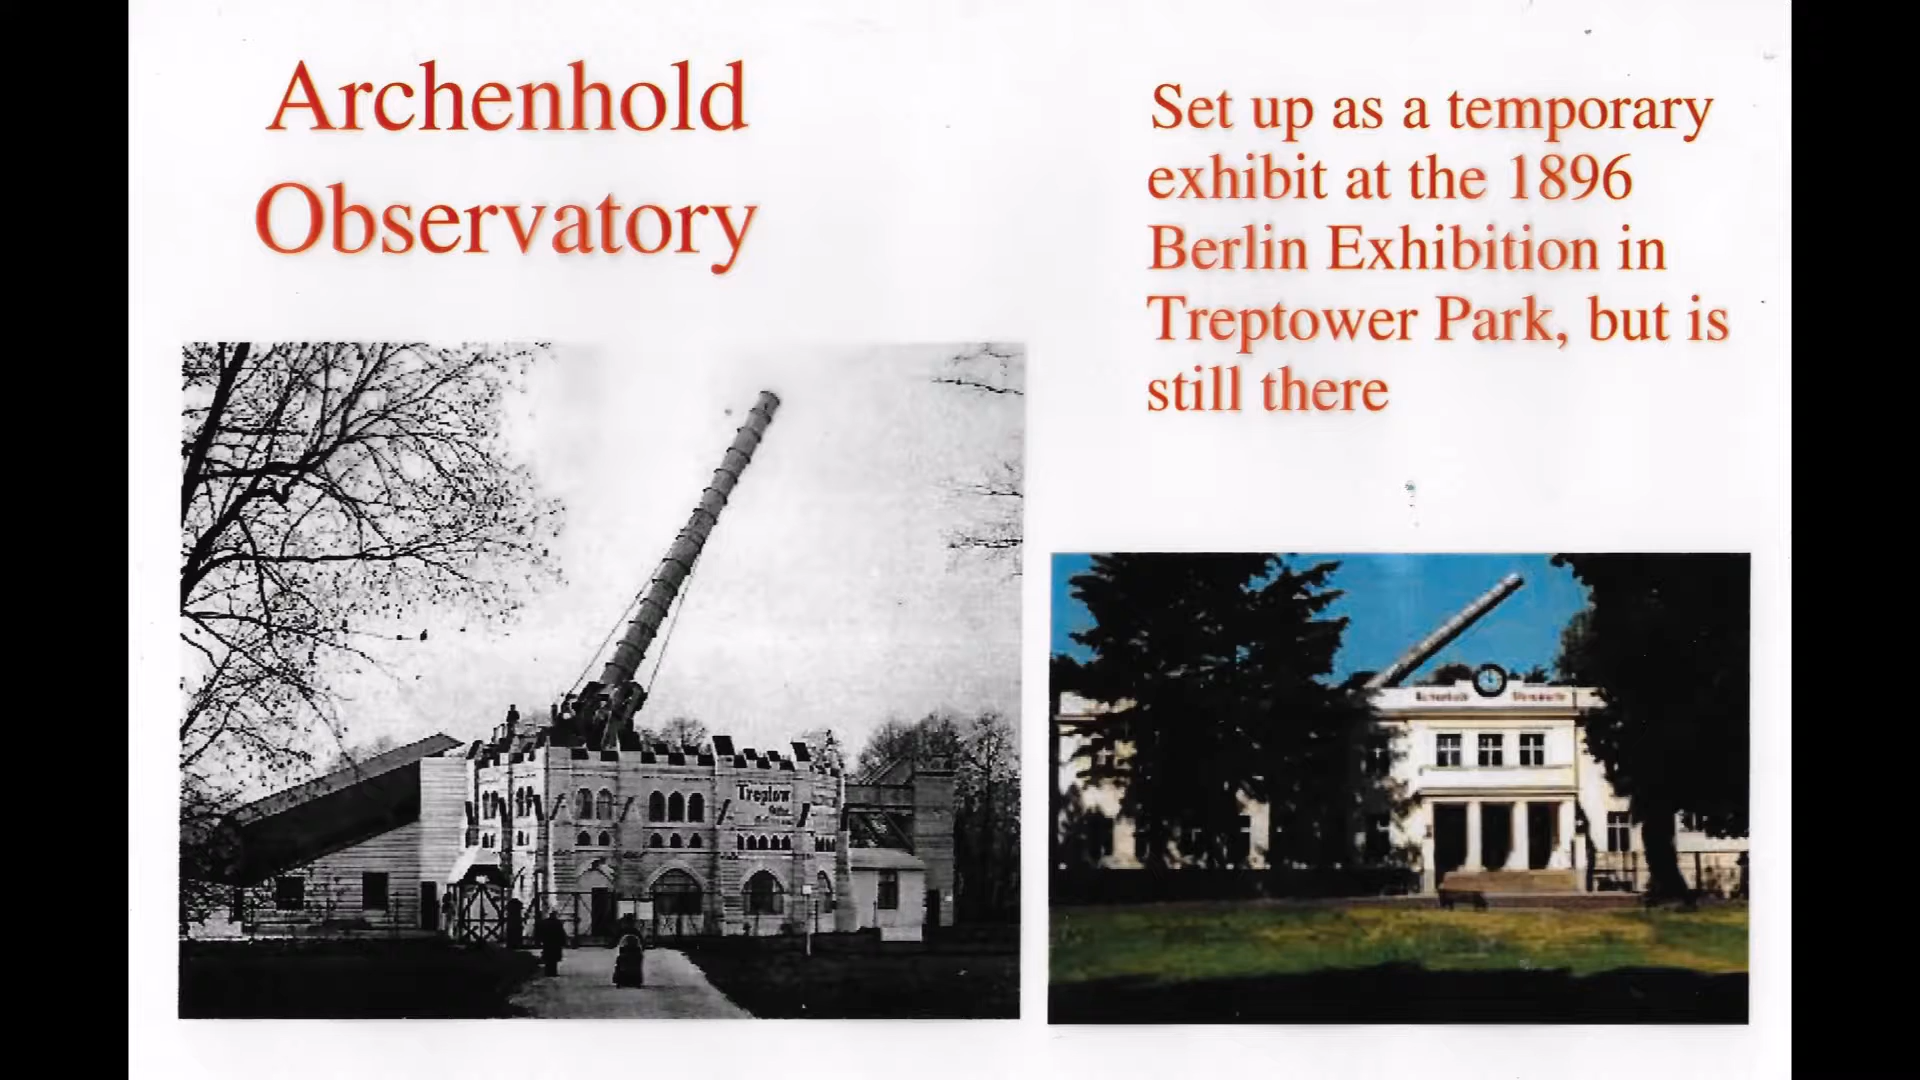 Archenhold
Observatory
Set up as a temporary
exhibit at the 1896
Berlin Exhibition in
Treptower Park, but is
still there
Treptow